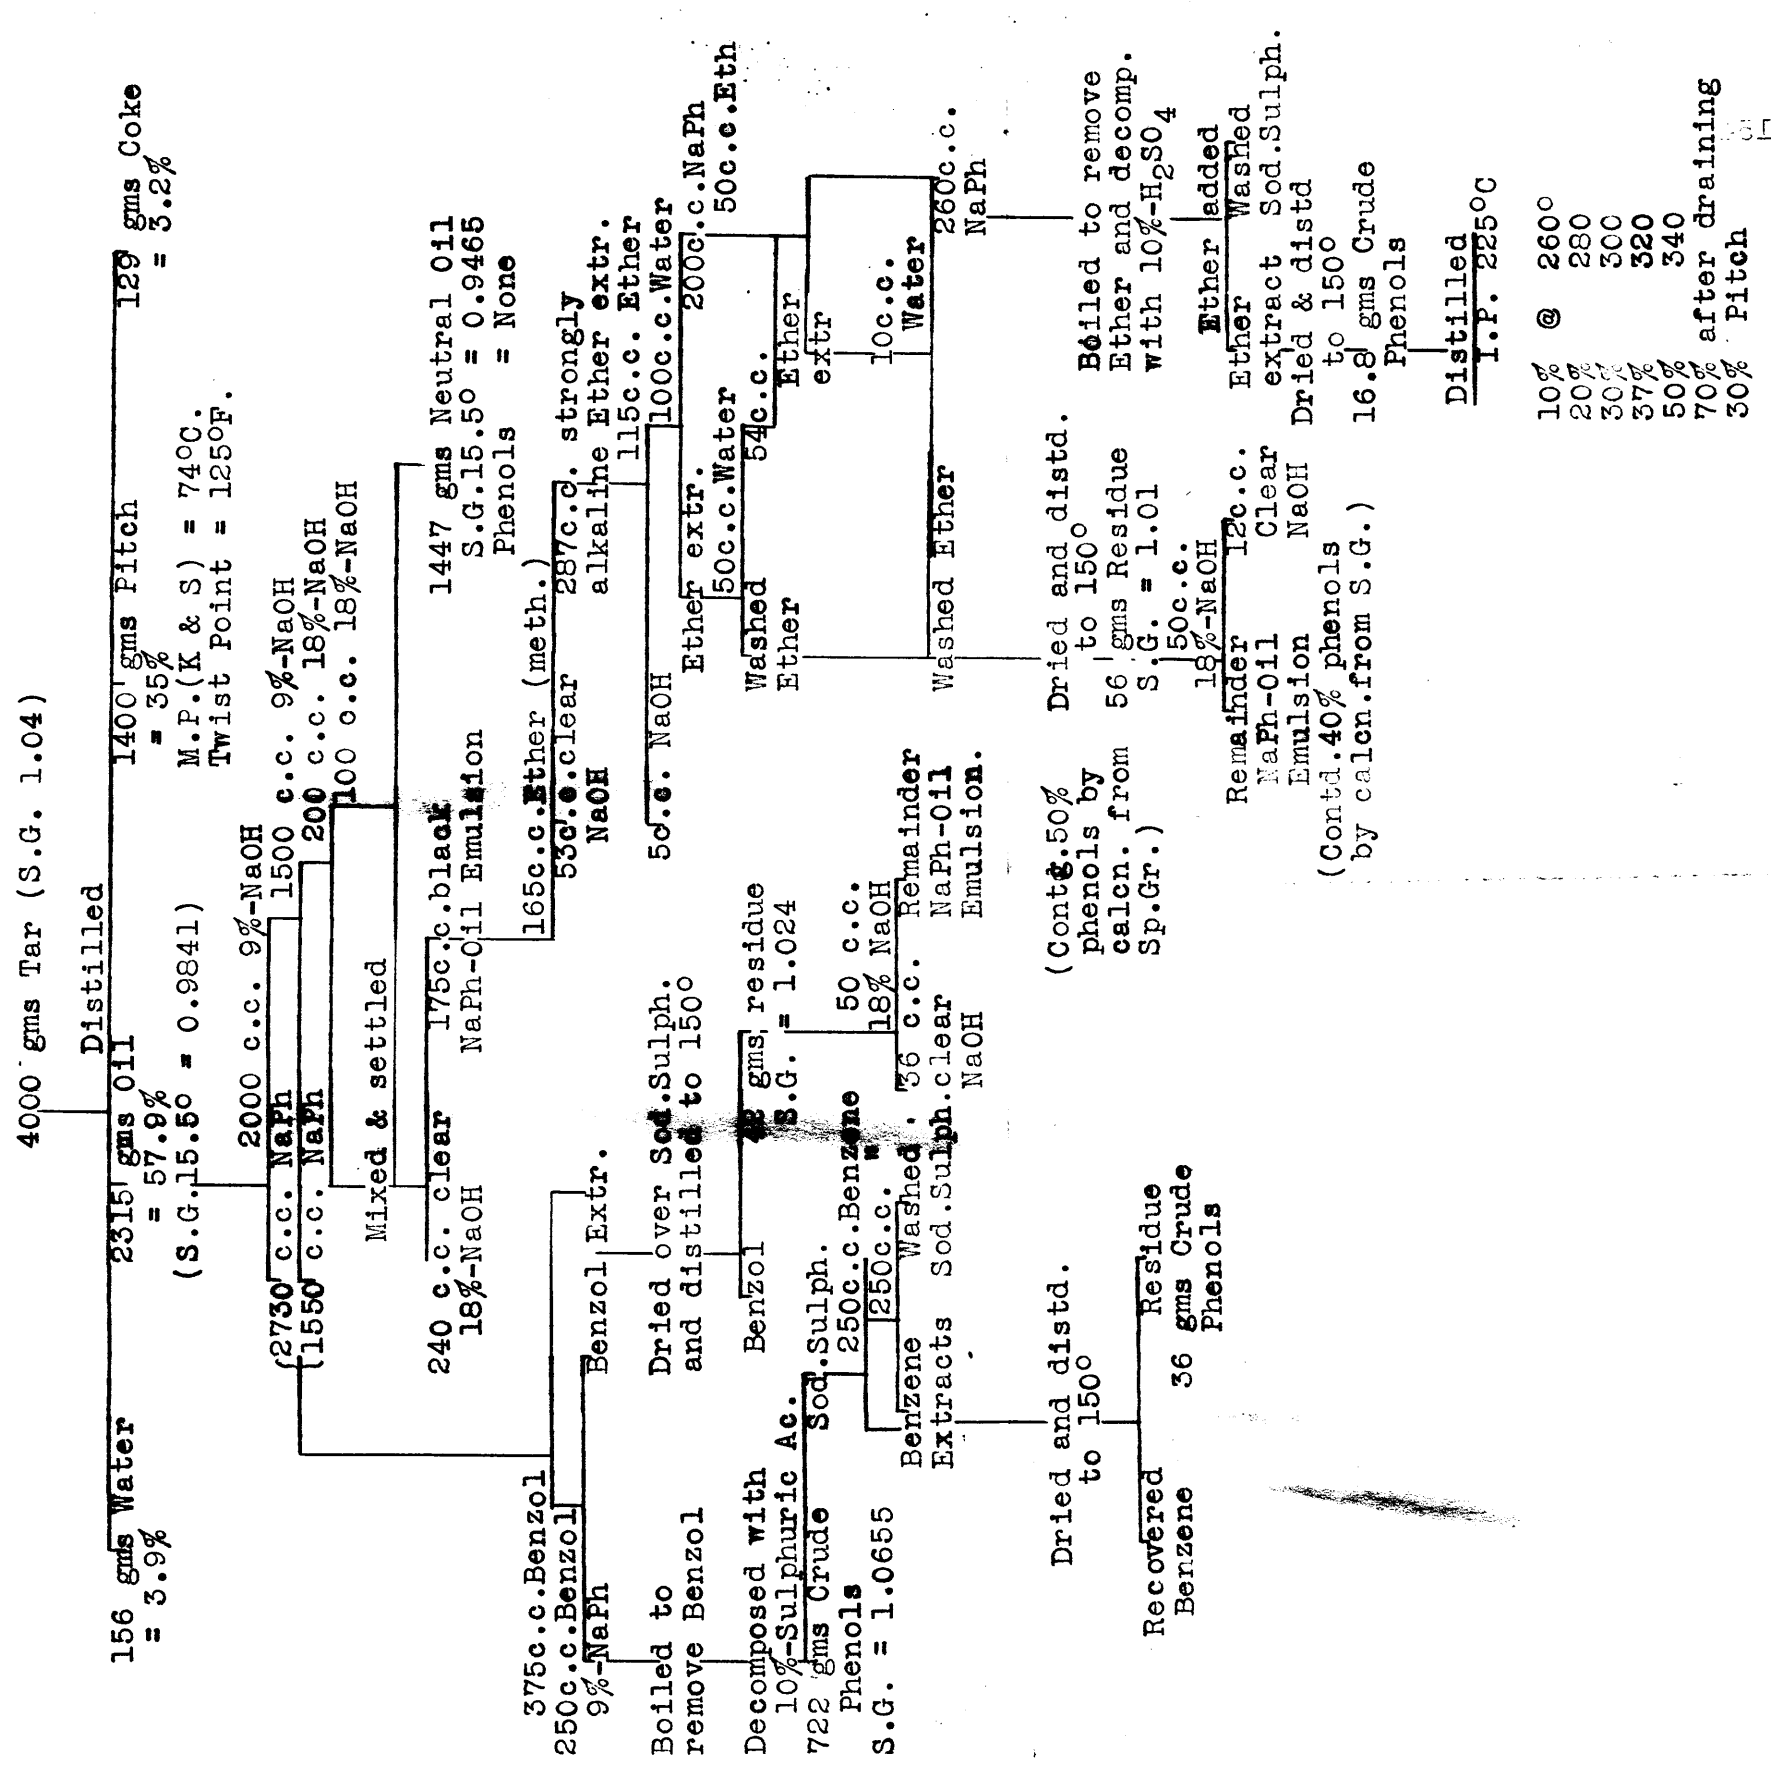 4000 gms Tar (S.G. 1.04)
Distilled
156 gms Water
= 3.9%
2315 gms Oil
= 57.9%
(S.G.15.5° = 0.9841)
1400 gms Pitch
= 35%
M.P.(K & S) = 74°C.
Twist Point = 125°F.
129 gms Coke
= 3.2%
2000 c.c. 9%-NaOH
(2730 c.c. NaPh
1500 c.c. 9%-NaOH
(1550 c.c. NaPh
200 c.c. 18%-NaOH
100 c.c. 18%-NaOH
Mixed & settled
240 c.c. clear
18%-NaOH
175c.c.black
NaPh-Oil Emulsion
1447 gms Neutral Oil
S.G.15.5° = 0.9465
Phenols = None
165c.c.Ether (meth.)
53c.c.clear
NaOH
287c.c. strongly
alkaline Ether extr.
115c.c. Ether
5c.c. NaOH
100c.c.Water
Ether extr.
200c.c.NaPh
50c.c.Water
50c.c.Eth
Washed
Ether
54c.c.
Ether
extr
10c.c.
Water
Washed Ether
260c.c.
NaPh
375c.c.Benzol
250c.c.Benzol
9%-NaPh
Benzol Extr.
Boiled to
remove Benzol
Dried over Sod.Sulph.
and distilled to 150°
Decomposed with
10%-Sulphuric Ac.
722 gms Crude
Phenols
S.G. = 1.0655
Sod.Sulph.
Benzol
gms residue
S.G. = 1.024
250c.c.Benzene
250c.c. "
50 c.c.
18% NaOH
Benzene
Extracts
Washed
Sod.Sulph.
36 c.c.
clear
NaOH
Remainder
NaPh-Oil
Emulsion.
Dried and distd.
to 150°
Recovered
Benzene
Residue
36 gms Crude
Phenols
Dried and distd.
to 150°
56 gms Residue
S.G. = 1.01
(Contg.50%
phenols by
calcn. from
Sp.Gr.)
50c.c.
18%-NaOH
Remainder
NaPh-Oil
Emulsion
(Contd.40% phenols
by calcn.from S.G.)
12c.c.
Clear
NaOH
Boiled to remove
Ether and decomp.
with 10%-H2SO4
Ether added
Ether
extract
Washed
Sod.Sulph.
Dried & distd
to 150°
16.8 gms Crude
Phenols
Distilled
I.P. 225°C
10% @ 260°
20% 280
30% 300
37% 320
50% 340
70% after draining
30% Pitch